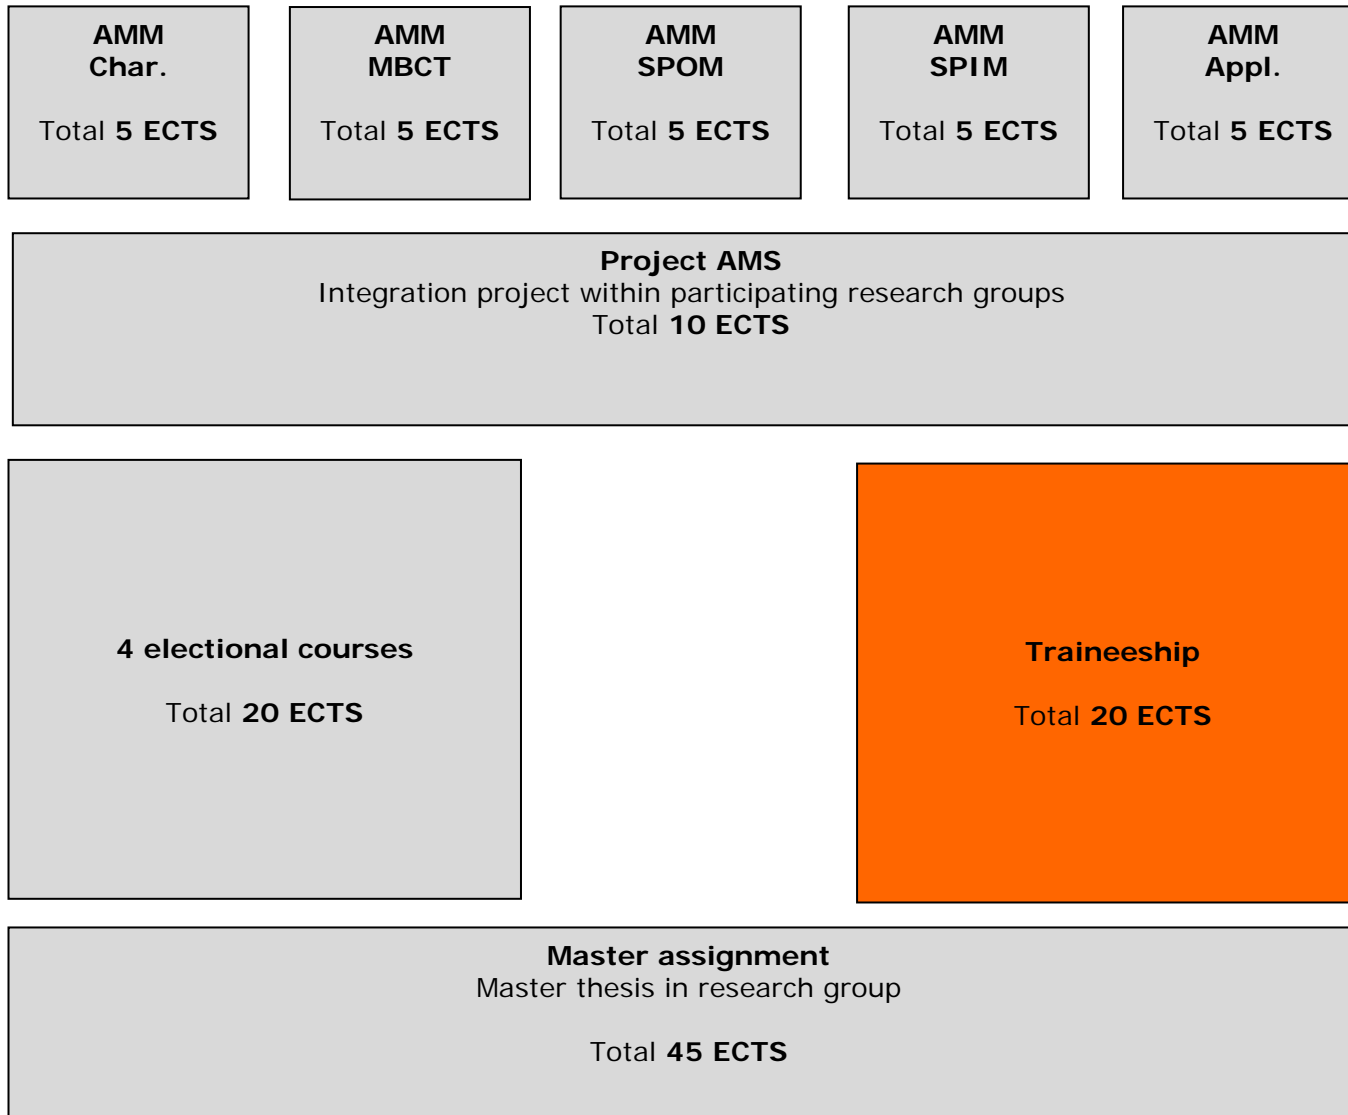 AMM
Char.
Total 5 ECTS
AMM
MBCT
Total 5 ECTS
AMM
SPOM
Total 5 ECTS
AMM
SPIM
Total 5 ECTS
AMM
Appl.
Total 5 ECTS
Project AMS
Integration project within participating research groups
Total 10 ECTS
4 electional courses
Total 20 ECTS
Traineeship
Total 20 ECTS
Master assignment
Master thesis in research group
Total 45 ECTS